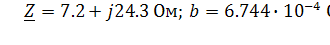 Z = 7.2 + j24.3 Ом; b = 6.744 · 10⁻⁴